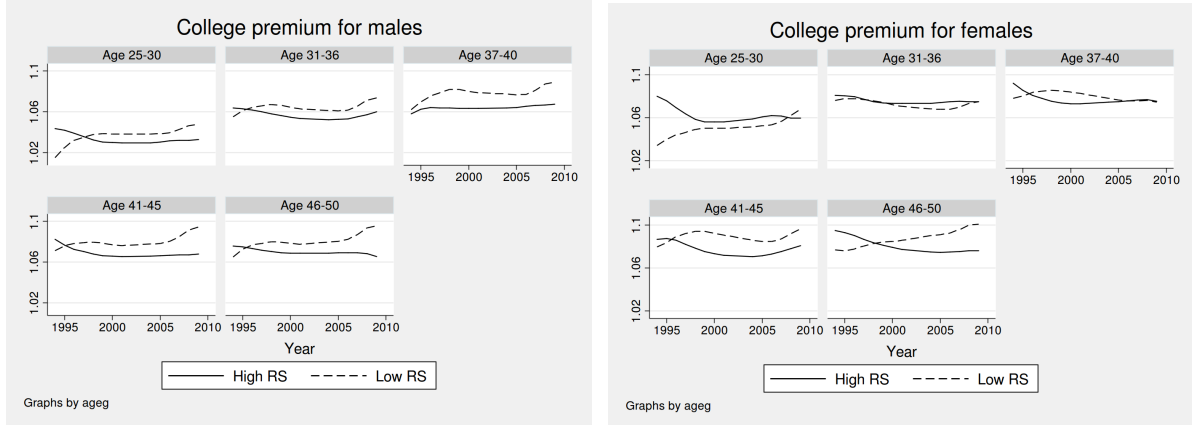 College premium for males
Age 25-30
Age 31-36
Age 37-40
1.1
1.06
1.02
1995
2000
2005
2010
Age 41-45
Age 46-50
1.1
1.06
1.02
1995
2000
2005
2010
1995
2000
2005
2010
Year
High RS
Low RS
Graphs by ageg
College premium for females
Age 25-30
Age 31-36
Age 37-40
1.1
1.06
1.02
1995
2000
2005
2010
Age 41-45
Age 46-50
1.1
1.06
1.02
1995
2000
2005
2010
1995
2000
2005
2010
Year
High RS
Low RS
Graphs by ageg